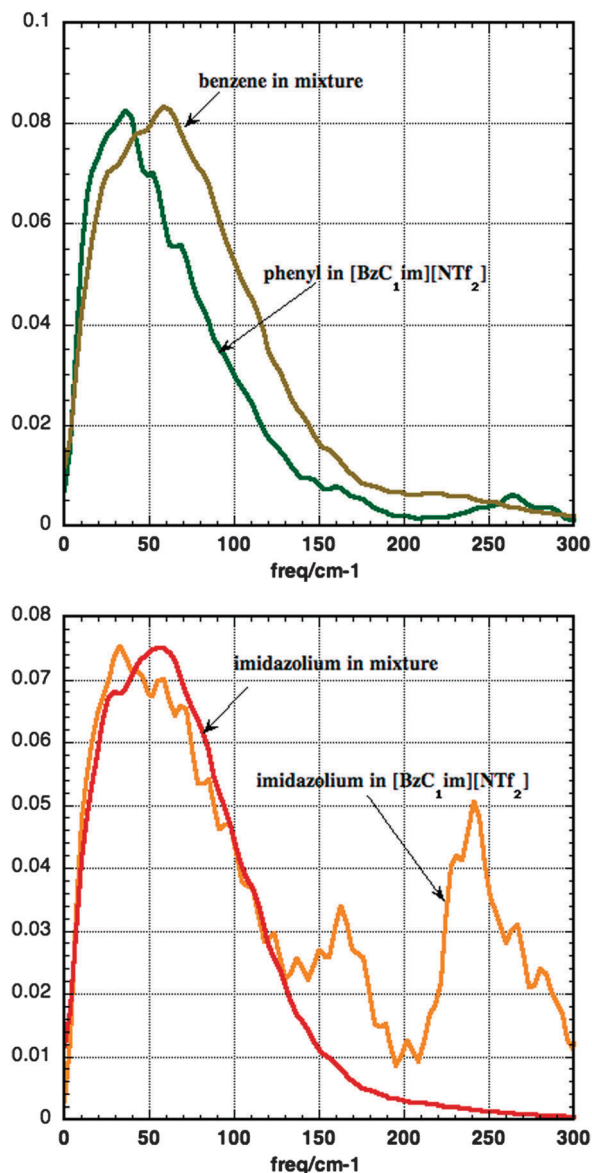 0.1
benzene in mixture
0.08
0.06
phenyl in [BzC₁im][NTf₂]
0.04
0.02
0
0 50 100 150 200 250 300
freq/cm-1
0.08
0.07
imidazolium in mixture
0.06
imidazolium in [BzC₁im][NTf₂]
0.05
0.04
0.03
0.02
0.01
0
0 50 100 150 200 250 300
freq/cm-1